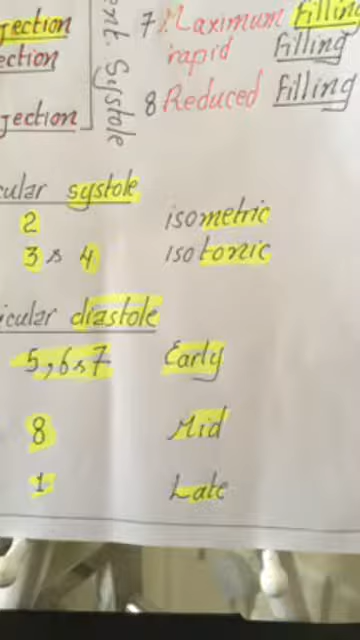 jection
ection
jection
ent. Systole
7 Maximum filling
rapid filling
8 Reduced Filling
cular systole
2 isometric
3 & 4 isotonic
icular diastole
5, 6 & 7 Early
8 Mid
1 Late